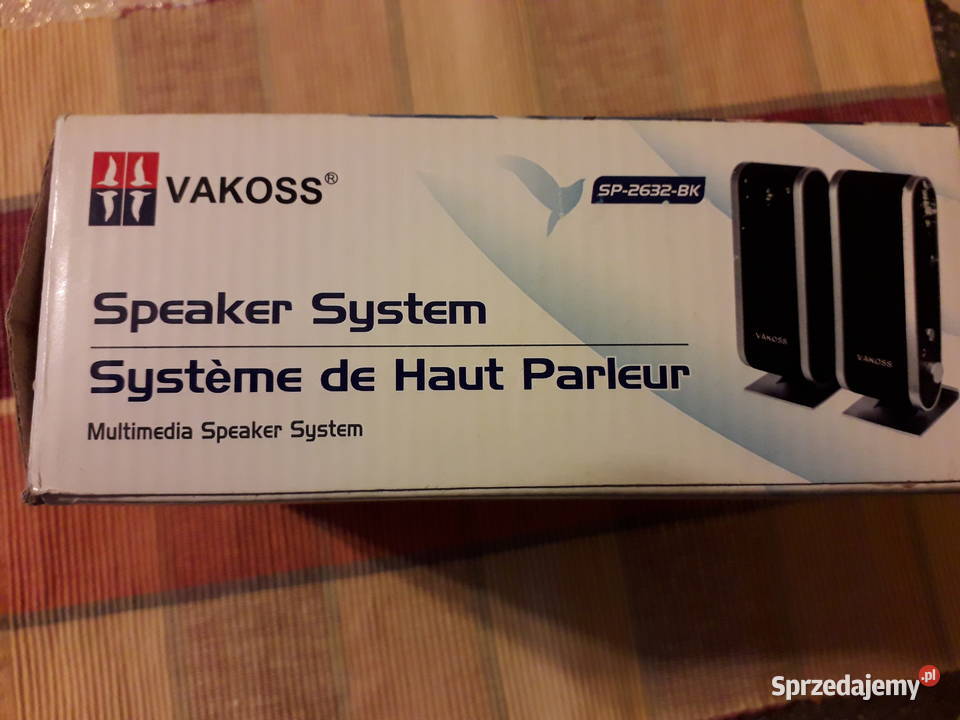 VAKOSS®
SP-2632-BK
Speaker System
Système de Haut Parleur
Multimedia Speaker System
VAKOSS
VAKOSS
Sprzedajemy.pl